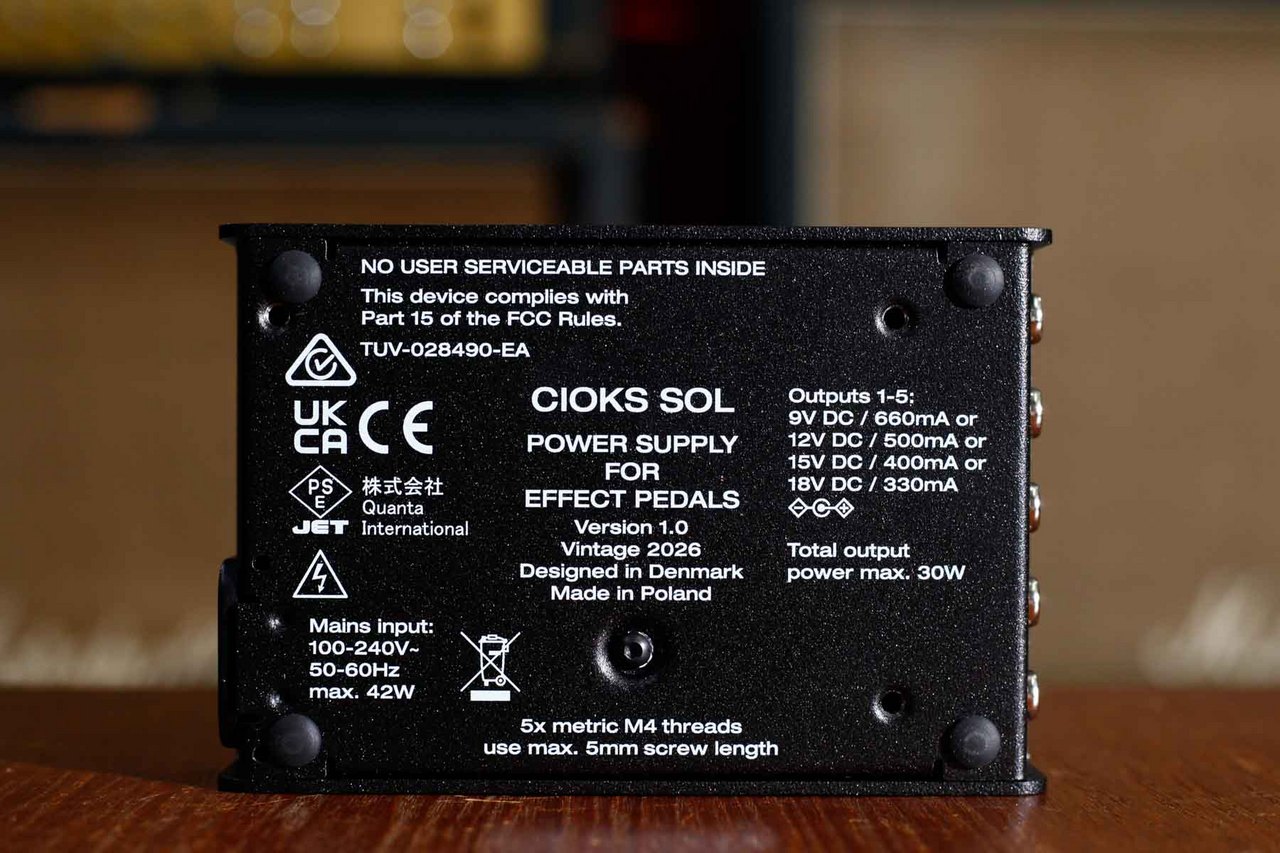 NO USER SERVICEABLE PARTS INSIDE
This device complies with
Part 15 of the FCC Rules.
TUV-028490-EA
UK
CA CE
PS
E
JET
株式会社
Quanta
International
Mains input:
100-240V~
50-60Hz
max. 42W
CIOKS SOL
POWER SUPPLY
FOR
EFFECT PEDALS
Version 1.0
Vintage 2026
Designed in Denmark
Made in Poland
Outputs 1-5:
9V DC / 660mA or
12V DC / 500mA or
15V DC / 400mA or
18V DC / 330mA
Total output
power max. 30W
5x metric M4 threads
use max. 5mm screw length